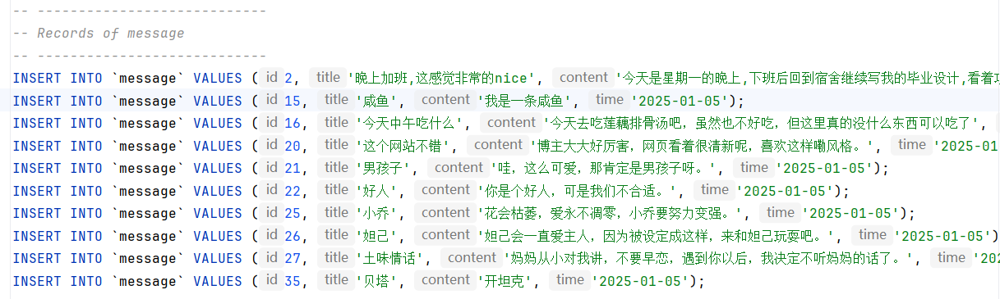 -- ----------------------------
-- Records of message
-- ----------------------------
INSERT INTO `message` VALUES ( id 2, title '晚上加班,这感觉非常的nice', content '今天是星期一的晚上,下班后回到宿舍继续写我的毕业设计,看着
INSERT INTO `message` VALUES ( id 15, title '咸鱼', content '我是一条咸鱼', time '2025-01-05');
INSERT INTO `message` VALUES ( id 16, title '今天中午吃什么', content '今天去吃莲藕排骨汤吧，虽然也不好吃，但这里真的没什么东西可以吃了',
INSERT INTO `message` VALUES ( id 20, title '这个网站不错', content '博主大大好厉害，网页看着很清新呢，喜欢这样嘞风格。', time '2025-01
INSERT INTO `message` VALUES ( id 21, title '男孩子', content '哇，这么可爱，那肯定是男孩子呀。', time '2025-01-05');
INSERT INTO `message` VALUES ( id 22, title '好人', content '你是个好人，可是我们不合适。', time '2025-01-05');
INSERT INTO `message` VALUES ( id 25, title '小乔', content '花会枯萎，爱永不凋零，小乔要努力变强。', time '2025-01-05');
INSERT INTO `message` VALUES ( id 26, title '妲己', content '妲己会一直爱主人，因为被设定成这样，来和妲己玩耍吧。', time '2025-01-05')
INSERT INTO `message` VALUES ( id 27, title '土味情话', content '妈妈从小对我讲，不要早恋，遇到你以后，我决定不听妈妈的话了。', time '202
INSERT INTO `message` VALUES ( id 35, title '贝塔', content '开坦克', time '2025-01-05');